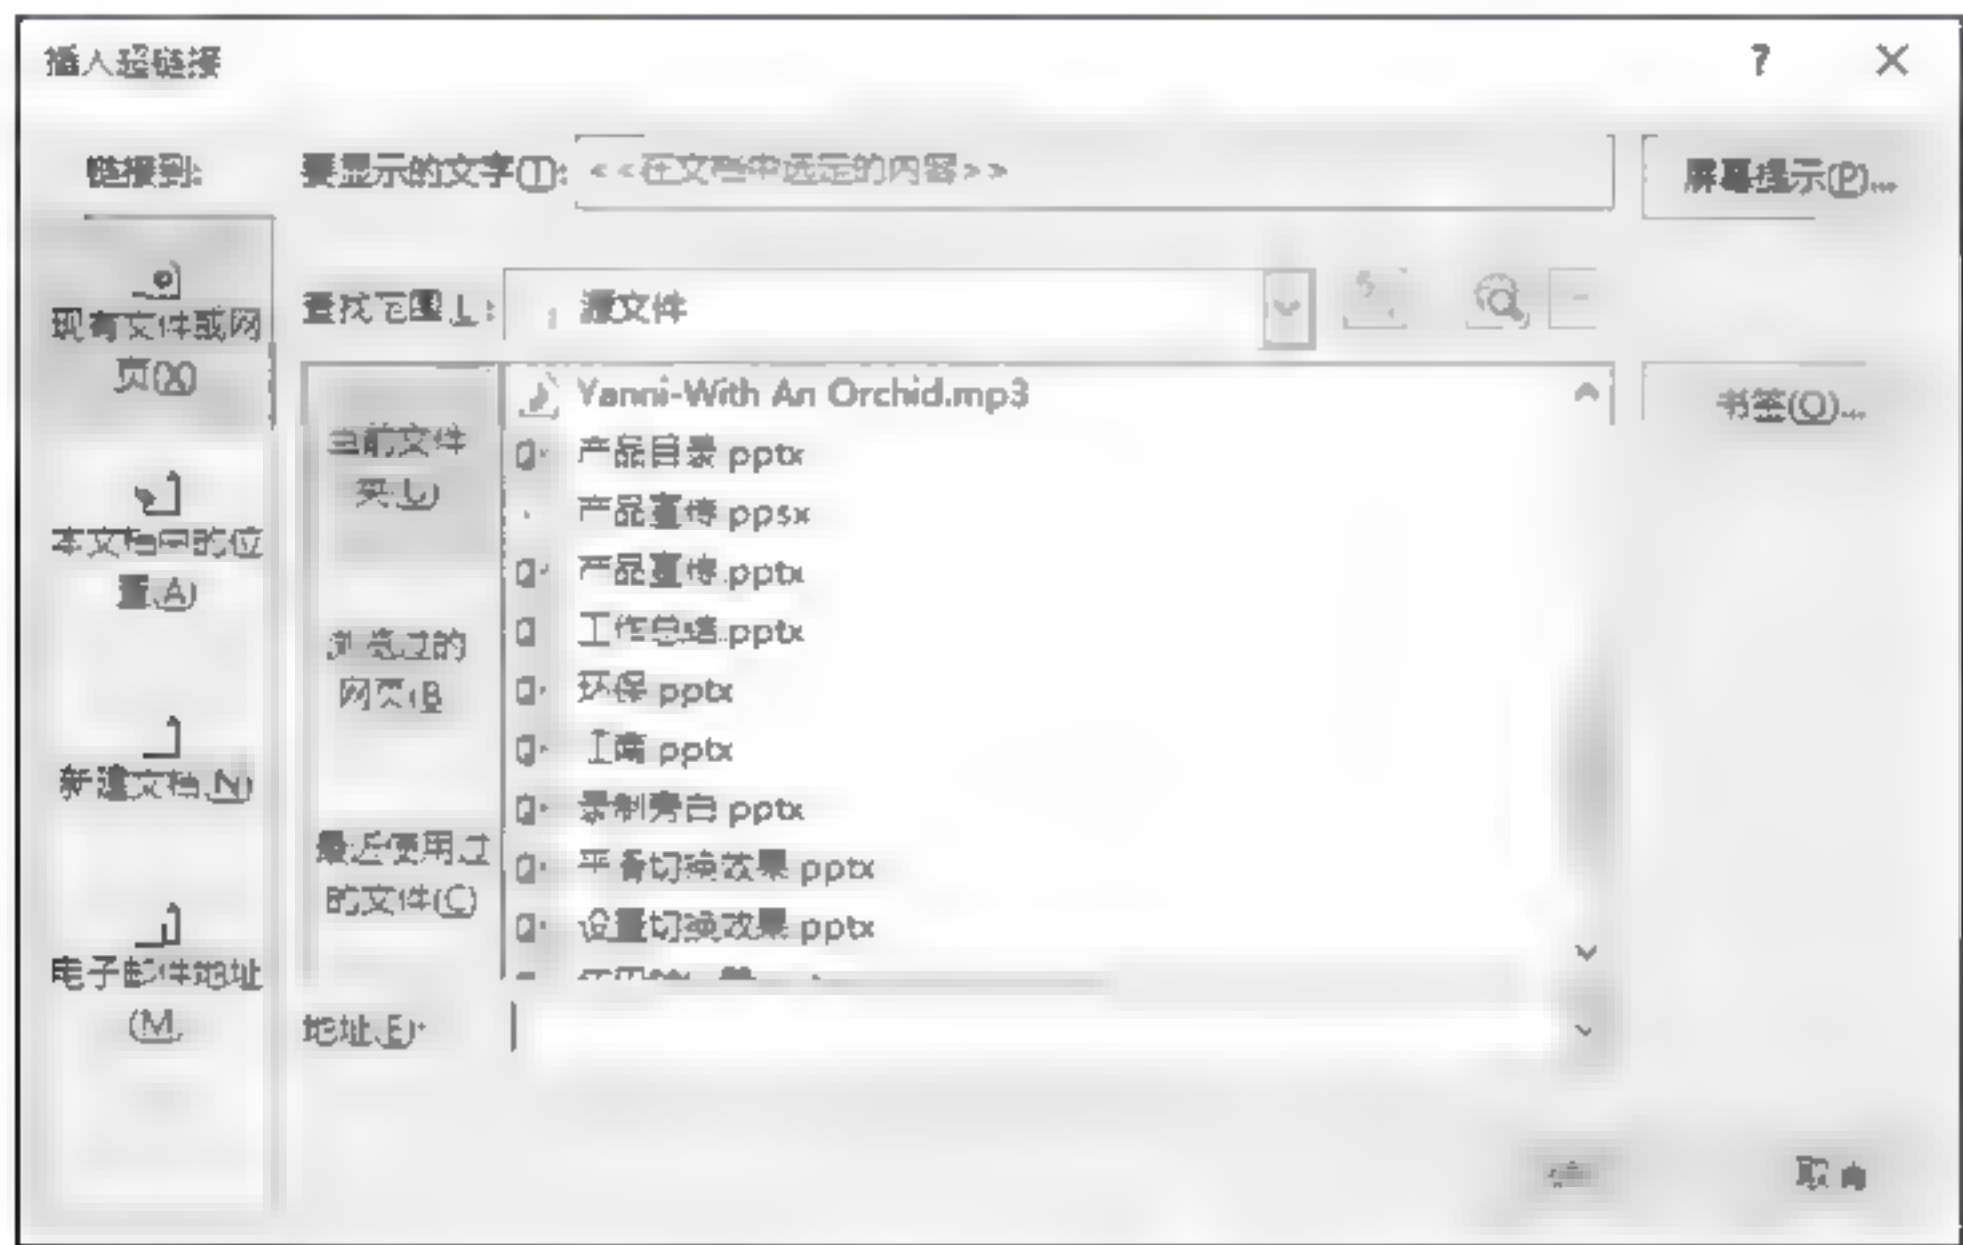 插入超链接
?
链接到:
要显示的文字(T):
<<在文档中选定的内容>>
屏幕提示(P)...
现有文件或网
页(X)
查找范围(L):
源文件
书签(O)...
当前文件
夹(U)
Yanni-With An Orchid.mp3
产品目录.pptx
产品宣传.ppsx
产品宣传.pptx
工作总结.pptx
环保.pptx
江南.pptx
录制旁白.pptx
平滑切换效果.pptx
设置切换效果.pptx
本文档中的位
置(A)
浏览过的
网页(B)
新建文档(N)
最近使用过
的文件(C)
电子邮件地址
(M)
地址(E):
取消